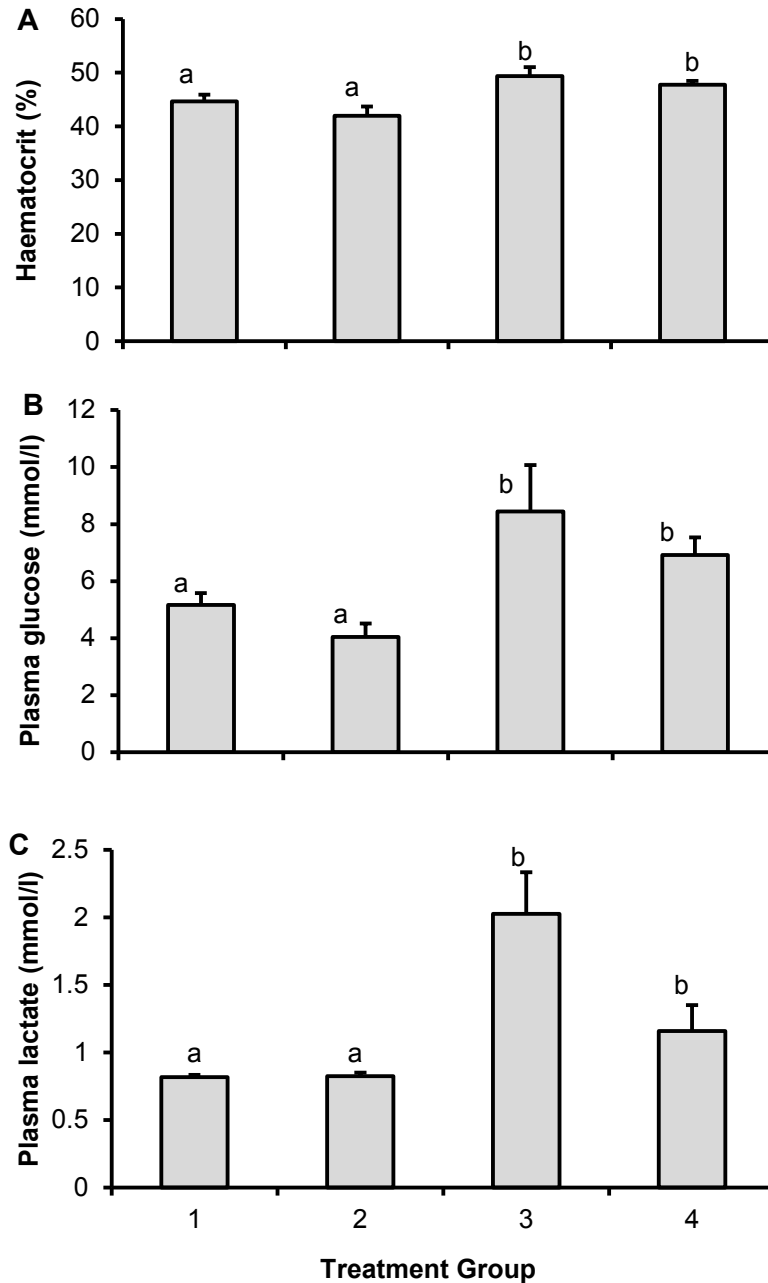 A
Haematocrit (%)
60
50
40
30
20
10
0
a
a
b
b
B
Plasma glucose (mmol/l)
12
10
8
6
4
2
0
a
a
b
b
C
Plasma lactate (mmol/l)
2.5
2
1.5
1
0.5
0
a
a
b
b
1 2 3 4
Treatment Group